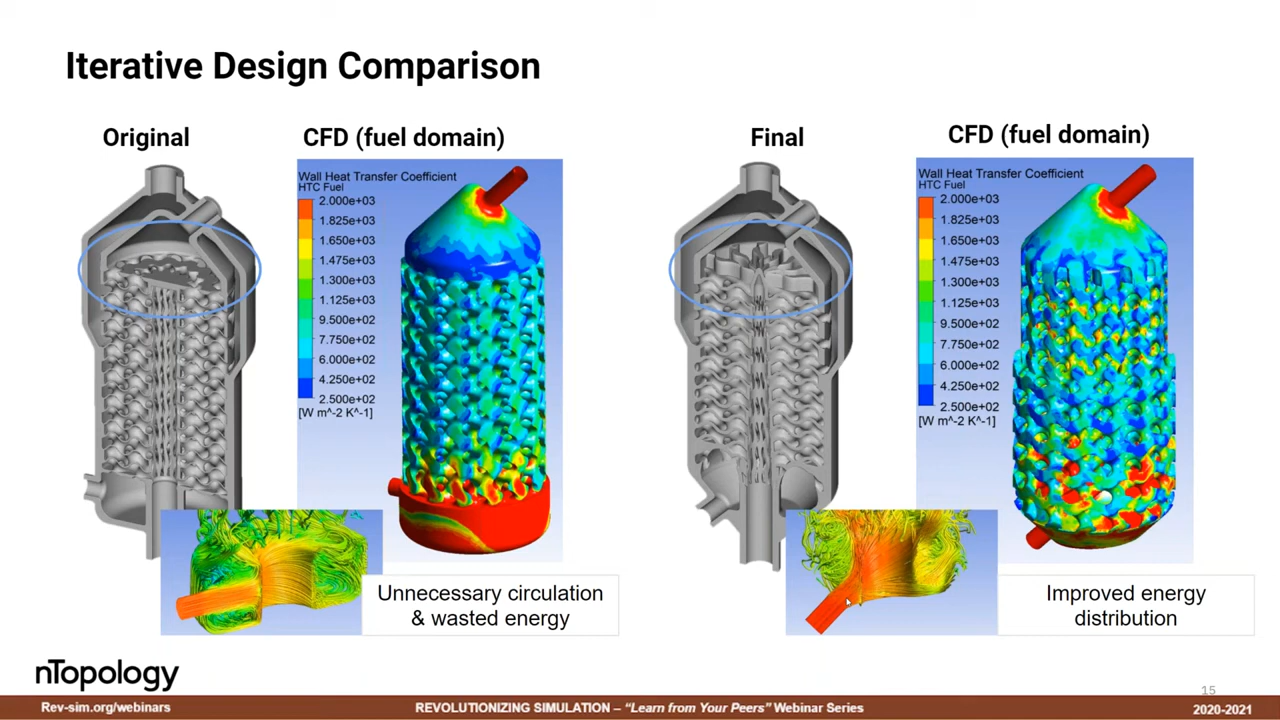 Iterative Design Comparison
Original
CFD (fuel domain)
Wall Heat Transfer Coefficient
HTC Fuel
2.000e+03
1.825e+03
1.650e+03
1.475e+03
1.300e+03
1.125e+03
9.500e+02
7.750e+02
6.000e+02
4.250e+02
2.500e+02
[W m^-2 K^-1]
Unnecessary circulation
& wasted energy
Final
CFD (fuel domain)
Wall Heat Transfer Coefficient
HTC Fuel
2.000e+03
1.825e+03
1.650e+03
1.475e+03
1.300e+03
1.125e+03
9.500e+02
7.750e+02
6.000e+02
4.250e+02
2.500e+02
[W m^-2 K^-1]
Improved energy
distribution
nTopology
15
Rev-sim.org/webinars
REVOLUTIONIZING SIMULATION – “Learn from Your Peers” Webinar Series
2020-2021